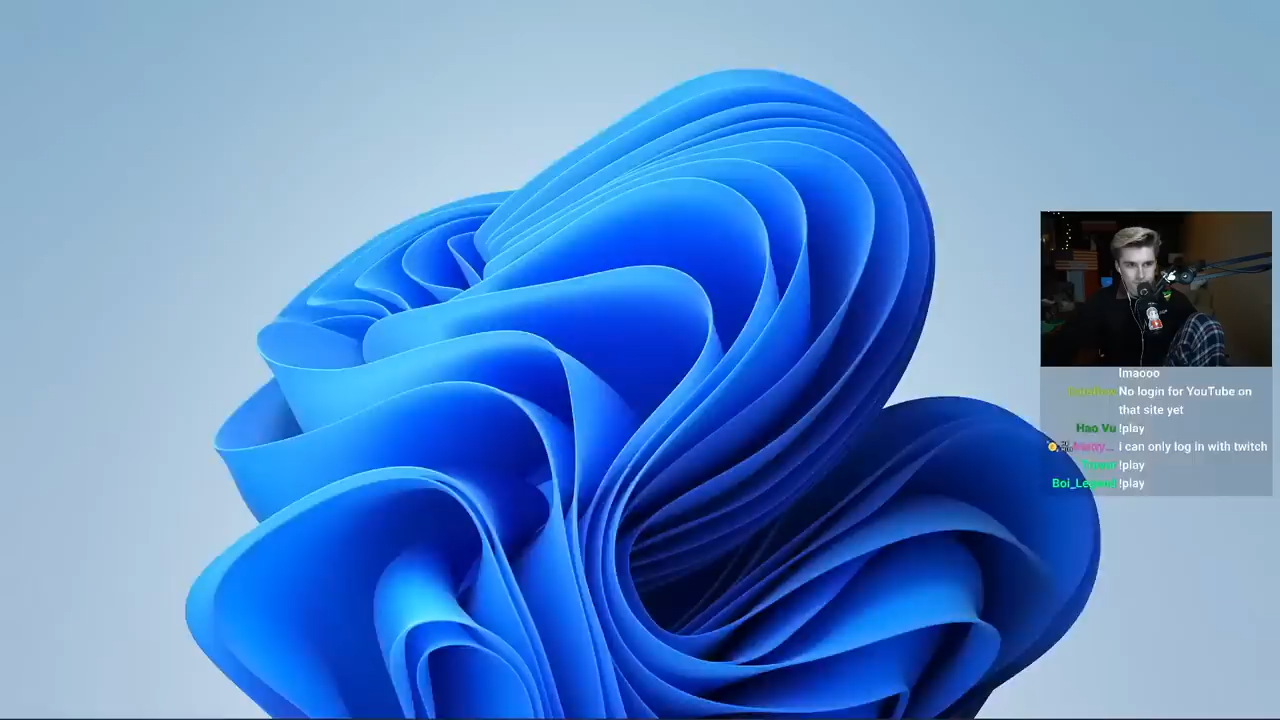 lmaooo
No login for YouTube on
that site yet
Hao Vu !play
i can only log in with twitch
!play
Boi_Legend !play